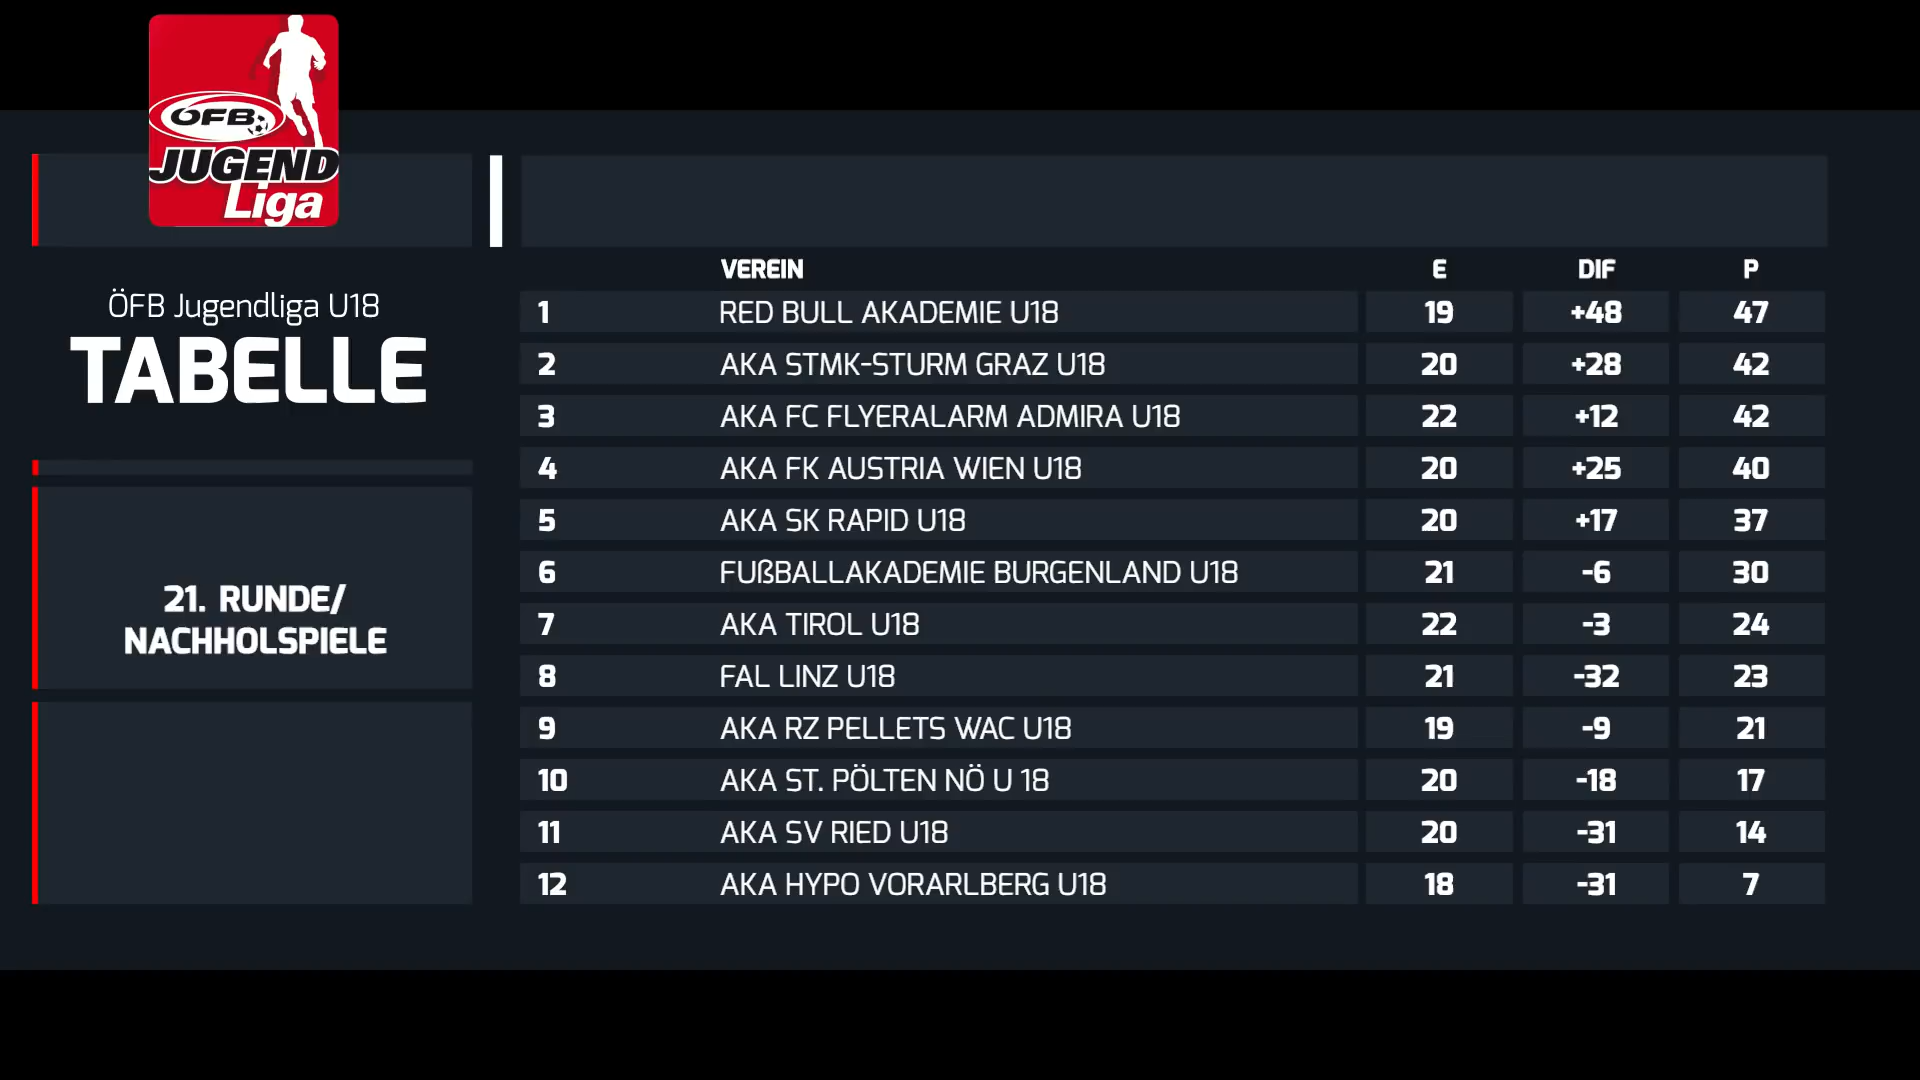 ÖFB
JUGEND
Liga
ÖFB Jugendliga U18
TABELLE
21. RUNDE/
NACHHOLSPIELE
VEREIN E DIF P
1 RED BULL AKADEMIE U18 19 +48 47
2 AKA STMK-STURM GRAZ U18 20 +28 42
3 AKA FC FLYERALARM ADMIRA U18 22 +12 42
4 AKA FK AUSTRIA WIEN U18 20 +25 40
5 AKA SK RAPID U18 20 +17 37
6 FUßBALLAKADEMIE BURGENLAND U18 21 -6 30
7 AKA TIROL U18 22 -3 24
8 FAL LINZ U18 21 -32 23
9 AKA RZ PELLETS WAC U18 19 -9 21
10 AKA ST. PÖLTEN NÖ U 18 20 -18 17
11 AKA SV RIED U18 20 -31 14
12 AKA HYPO VORARLBERG U18 18 -31 7